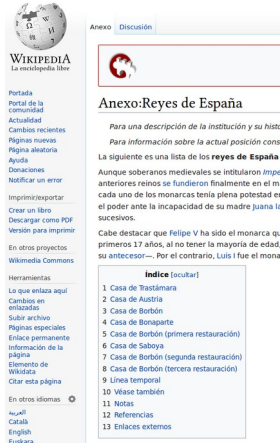 Anexo
Discusión
WIKIPEDIA
La enciclopedia libre
Portada
Portal de la
comunidad
Actualidad
Cambios recientes
Páginas nuevas
Página aleatoria
Ayuda
Donaciones
Notificar un error
Imprimir/exportar
Crear un libro
Descargar como PDF
Versión para imprimir
En otros proyectos
Wikimedia Commons
Herramientas
Lo que enlaza aquí
Cambios en
enlazadas
Subir archivo
Páginas especiales
Enlace permanente
Información de la
página
Elemento de
Wikidata
Citar esta página
En otros idiomas
العربية
Català
English
Euskara
Anexo:Reyes de España
Para una descripción de la institución y su histo
Para información sobre la actual posición cons
La siguiente es una lista de los reyes de España
Aunque soberanos medievales se intitularon Impe
anteriores reinos se fundieron finalmente en el m
cada uno de los monarcas tenía plena potestad e
el poder ante la incapacidad de su madre Juana la
sucesivos.
Cabe destacar que Felipe V ha sido el monarca qu
primeros 17 años, al no tener la mayoría de edad,
su antecesor—. Por el contrario, Luis I fue el mona
Índice [ocultar]
1 Casa de Trastámara
2 Casa de Austria
3 Casa de Borbón
4 Casa de Bonaparte
5 Casa de Borbón (primera restauración)
6 Casa de Saboya
7 Casa de Borbón (segunda restauración)
8 Casa de Borbón (tercera restauración)
9 Línea temporal
10 Véase también
11 Notas
12 Referencias
13 Enlaces externos